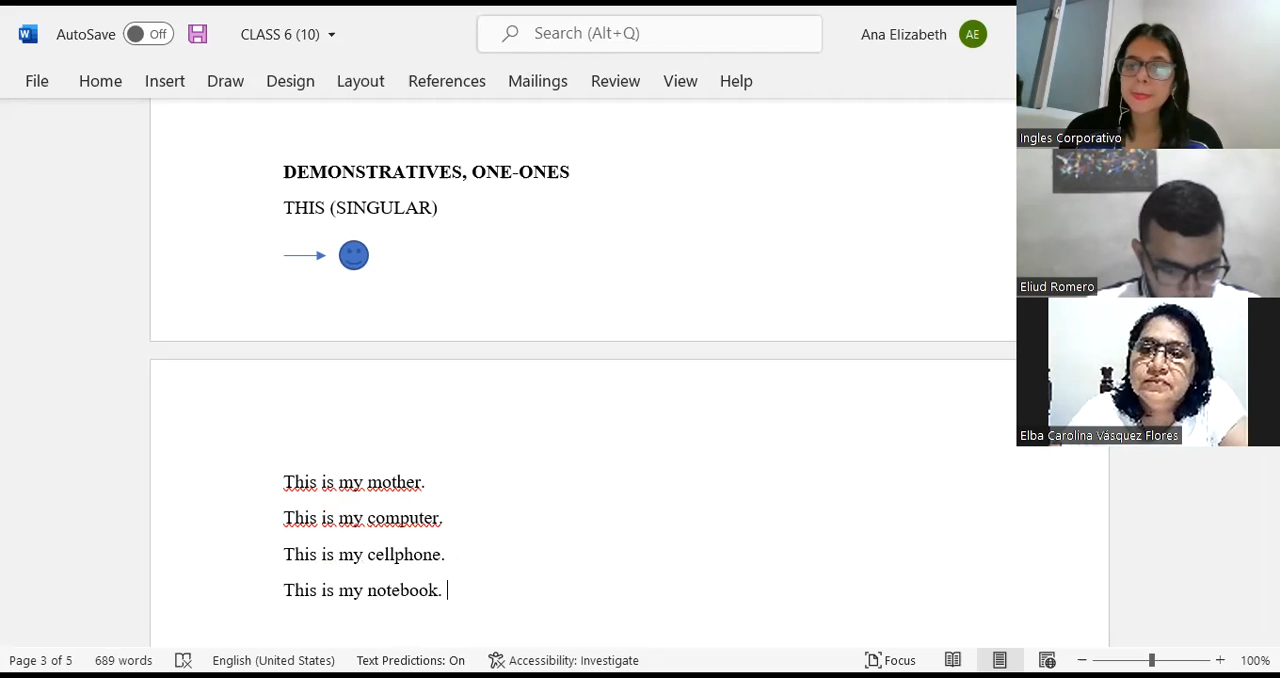 AutoSave Off CLASS 6 (10) Search (Alt+Q) Ana Elizabeth AE
File Home Insert Draw Design Layout References Mailings Review View Help
DEMONSTRATIVES, ONE-ONES
THIS (SINGULAR)
This is my mother.
This is my computer.
This is my cellphone.
This is my notebook.
Ingles Corporativo
Eliud Romero
Elba Carolina Vásquez Flores
Page 3 of 5 689 words English (United States) Text Predictions: On Accessibility: Investigate Focus 100%